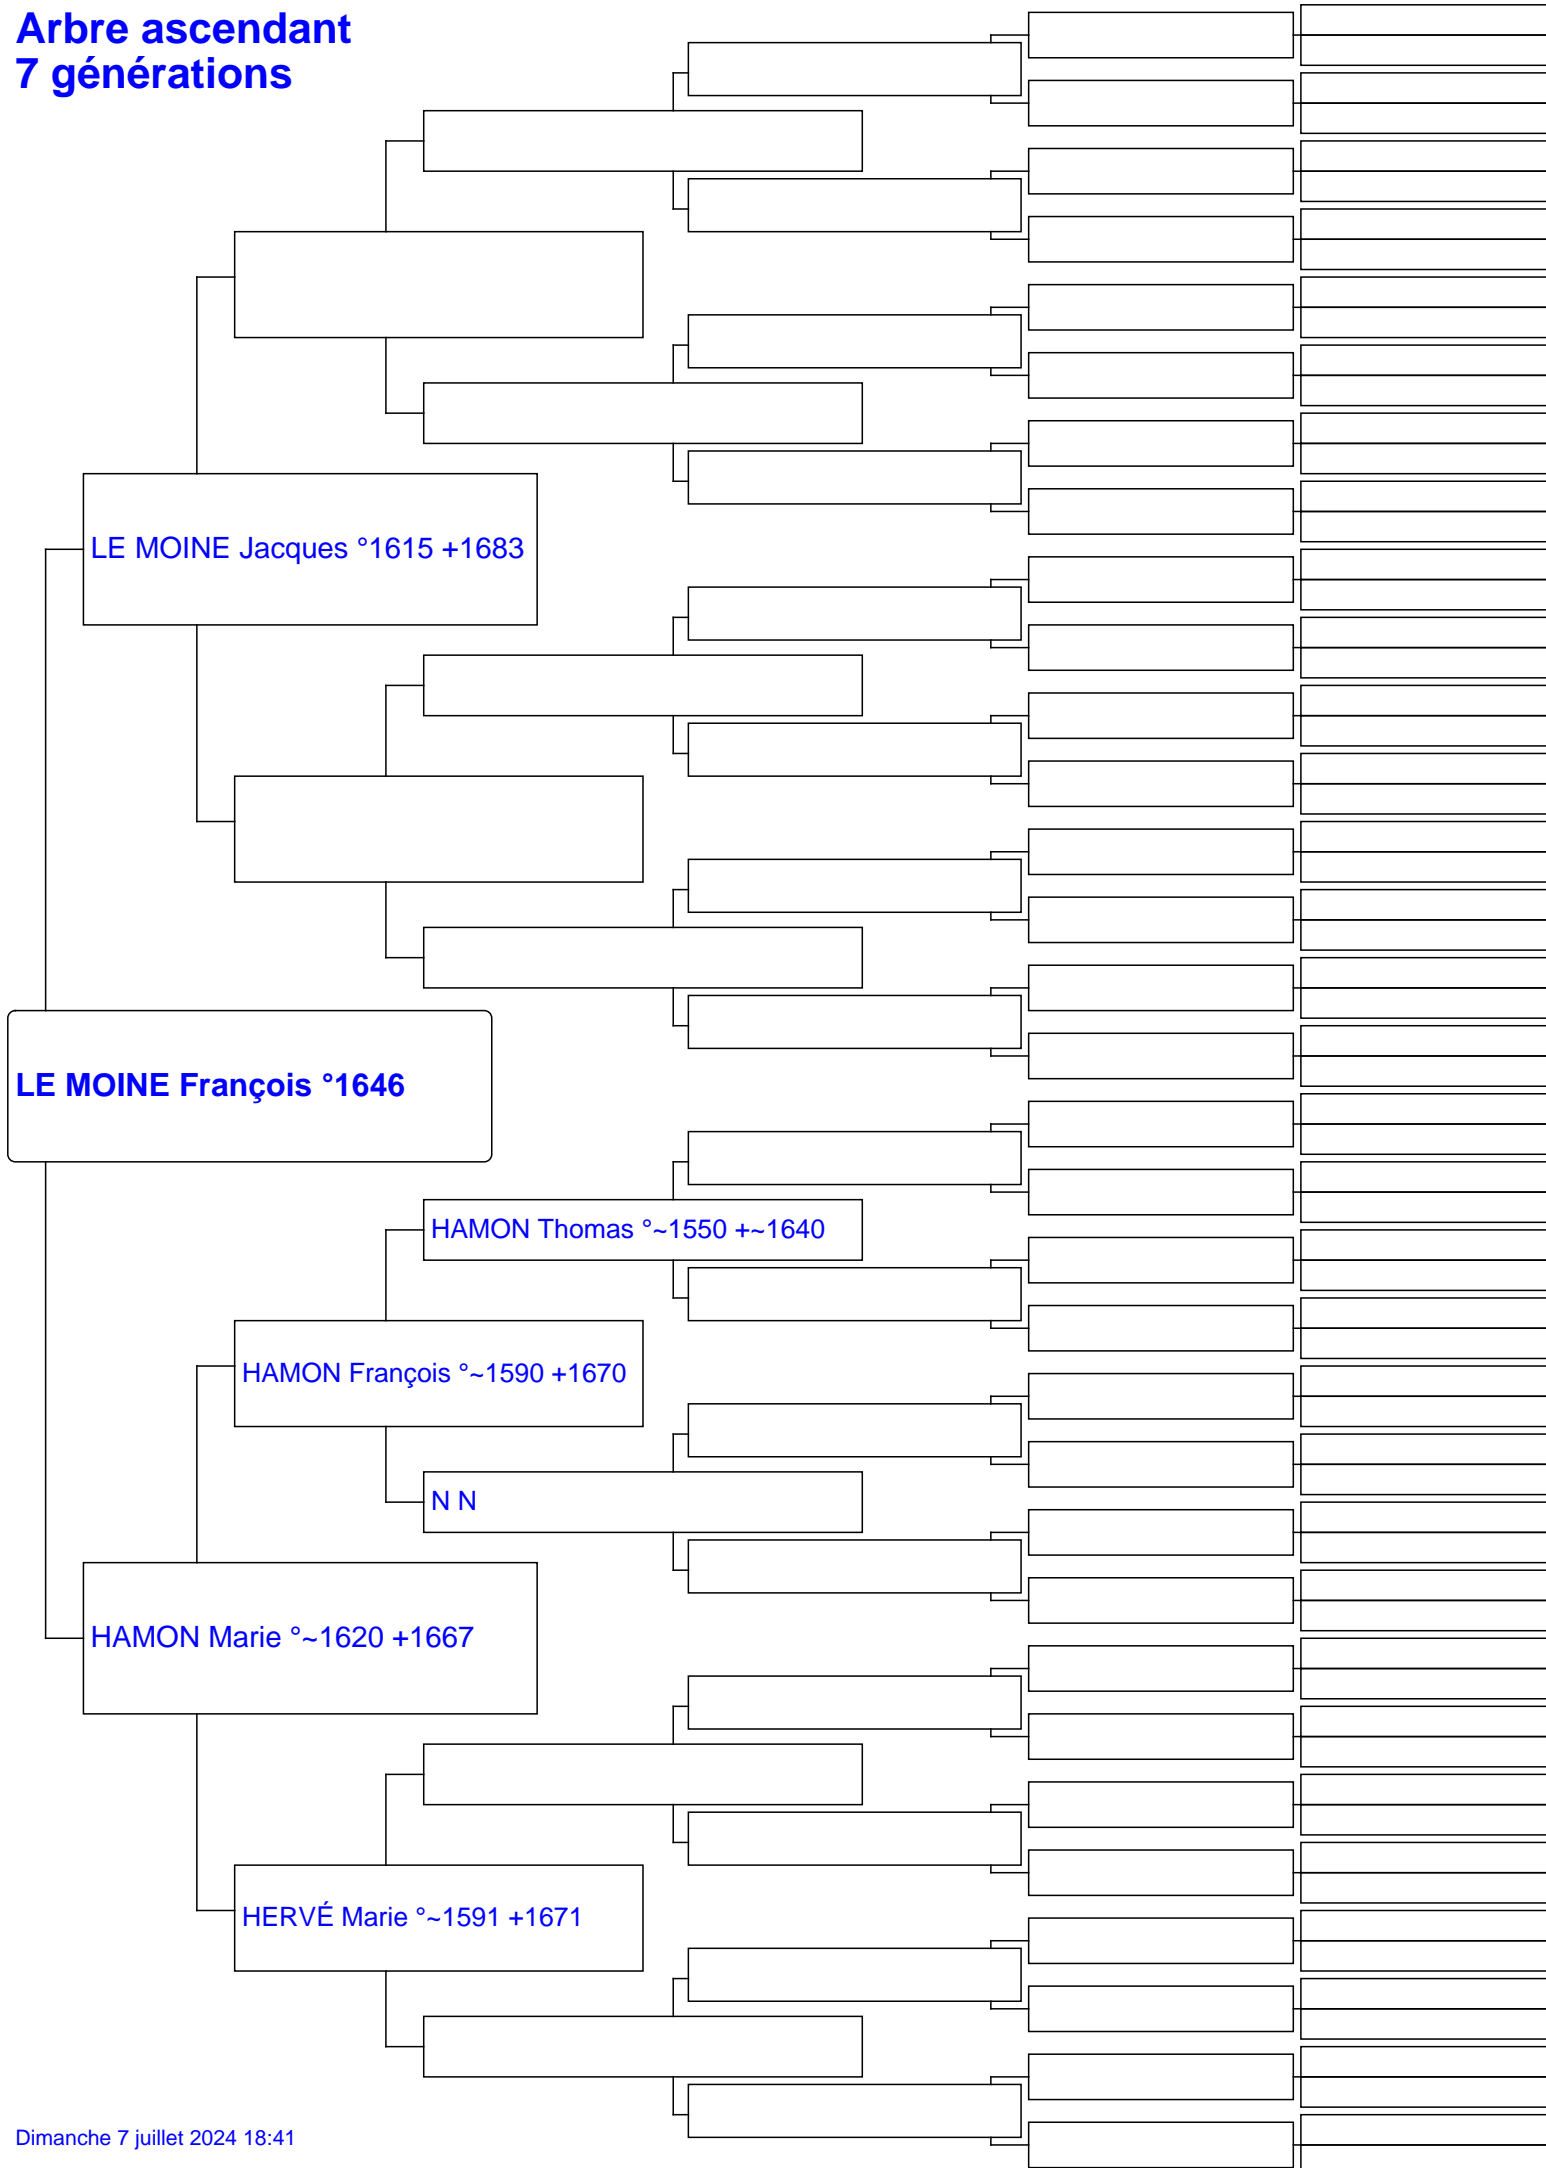 Arbre ascendant
7 générations
LE MOINE Jacques °1615 +1683
LE MOINE François °1646
HAMON Thomas °~1550 +~1640
HAMON François °~1590 +1670
N N
HAMON Marie °~1620 +1667
HERVÉ Marie °~1591 +1671
Dimanche 7 juillet 2024 18:41